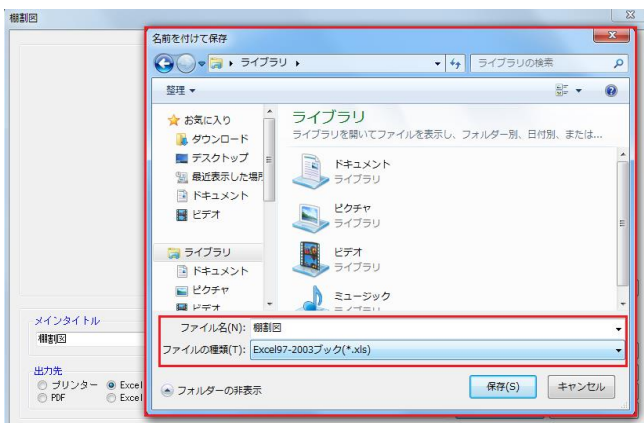 棚割図
名前を付けて保存
ライブラリ
ライブラリの検索
整理
お気に入り
ダウンロード
デスクトップ
最近表示した場所
ドキュメント
ビデオ
ライブラリ
ドキュメント
ピクチャ
ビデオ
ライブラリ
ライブラリを開いてファイルを表示し、フォルダー別、日付別、または...
ドキュメント
ライブラリ
ピクチャ
ライブラリ
ビデオ
ライブラリ
ミュージック
ライブラリ
ファイル名(N): 棚割図
ファイルの種類(T): Excel97-2003ブック(*.xls)
フォルダーの非表示
保存(S)
キャンセル
メインタイトル
棚割図
出力先
プリンター Excel
PDF Excel